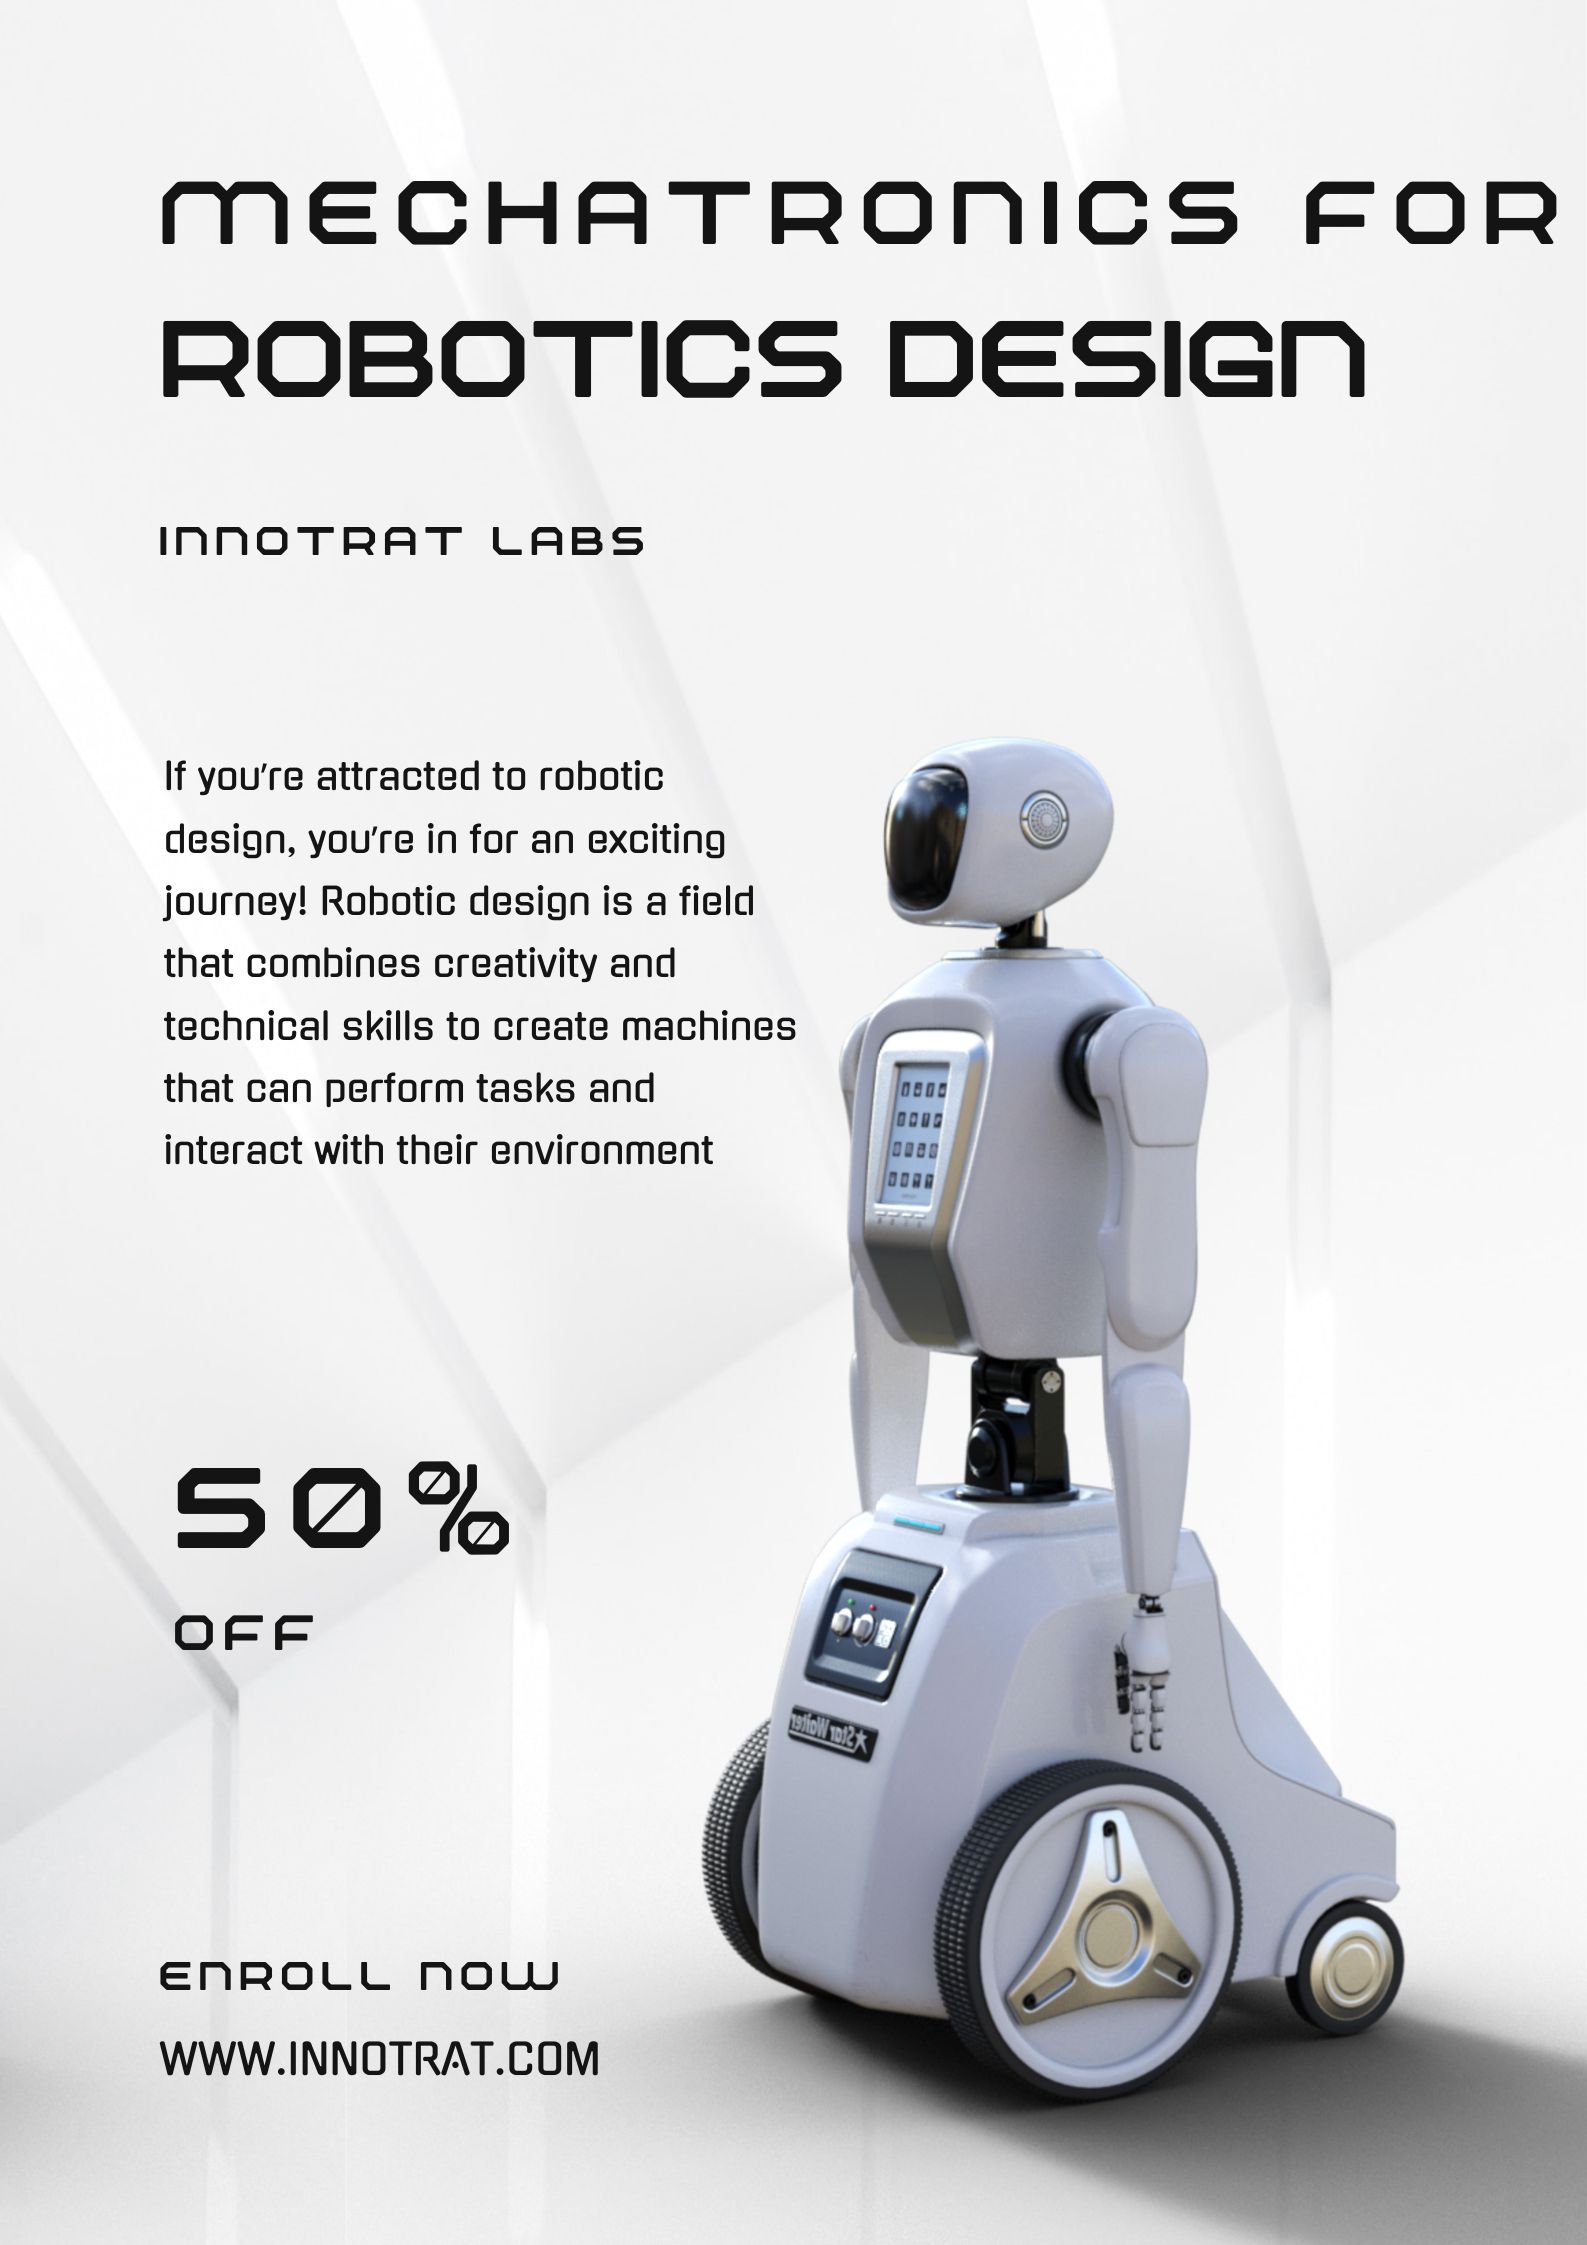 MECHATRONICS FOR
ROBOTICS DESIGN
INNOTRAT LABS
If you're attracted to robotic
design, you're in for an exciting
journey! Robotic design is a field
that combines creativity and
technical skills to create machines
that can perform tasks and
interact with their environment
50%
OFF
Star Waiter
ENROLL NOW
WWW.INNOTRAT.COM